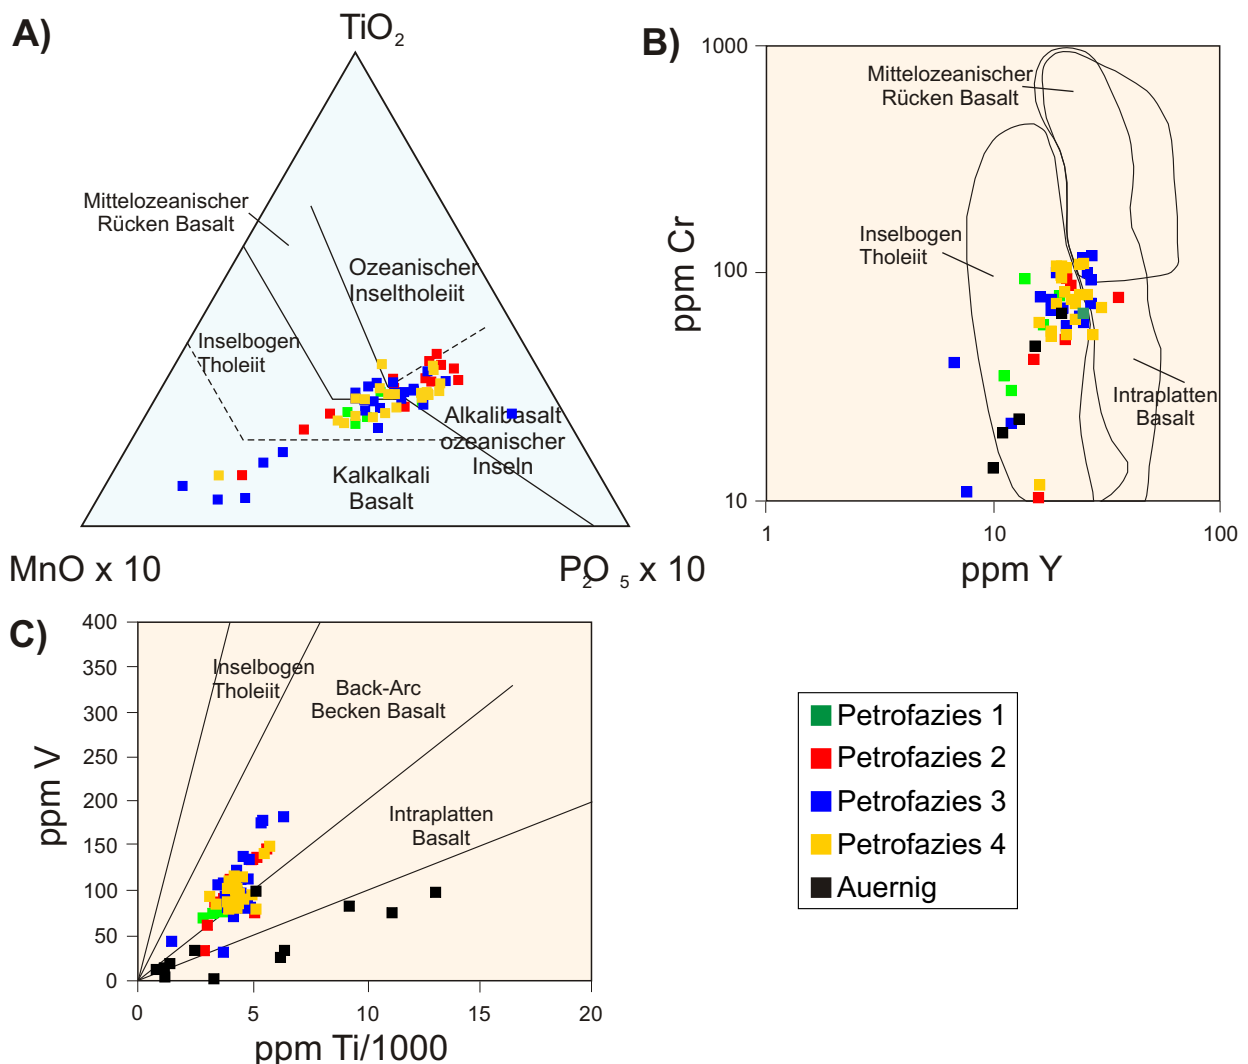 A)
TiO2
Mittelozeanischer
Rücken Basalt
Ozeanischer
Inseltholeiit
Inselbogen
Tholeiit
Alkalibasalt
ozeanischer
Inseln
Kalkalkali
Basalt
MnO x 10
P2O5 x 10
B)
1000
100
10
ppm Cr
Mittelozeanischer
Rücken Basalt
Inselbogen
Tholeiit
Intraplatten
Basalt
1
10
100
ppm Y
C)
400
350
300
250
200
150
100
50
0
ppm V
Inselbogen
Tholeiit
Back-Arc
Becken Basalt
Intraplatten
Basalt
0
5
10
15
20
ppm Ti/1000
Petrofazies 1
Petrofazies 2
Petrofazies 3
Petrofazies 4
Auernig